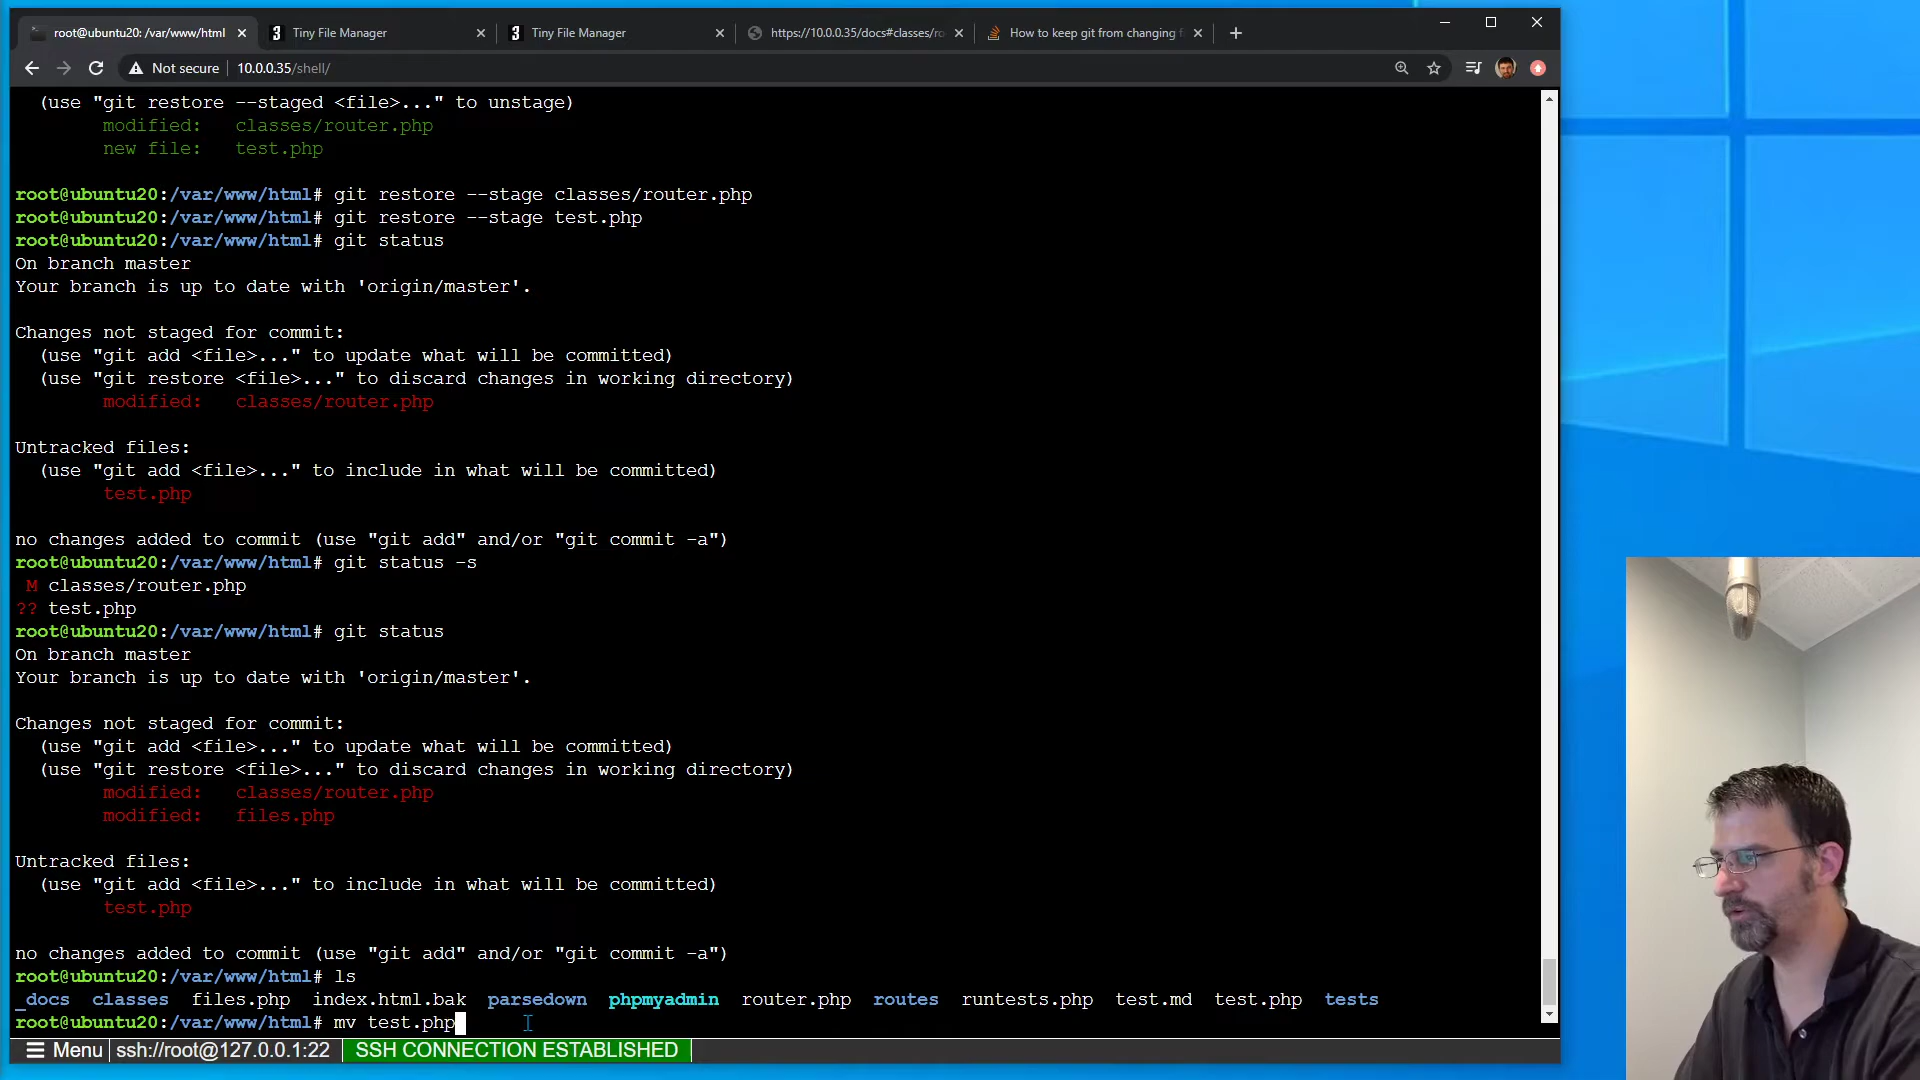 root@ubuntu20: /var/www/html
Tiny File Manager
Tiny File Manager
https://10.0.0.35/docs#classes/ro
How to keep git from changing f
Not secure
10.0.0.35/shell/
(use "git restore --staged <file>..." to unstage)
modified:   classes/router.php
new file:   test.php
root@ubuntu20:/var/www/html# git restore --stage classes/router.php
root@ubuntu20:/var/www/html# git restore --stage test.php
root@ubuntu20:/var/www/html# git status
On branch master
Your branch is up to date with 'origin/master'.
Changes not staged for commit:
(use "git add <file>..." to update what will be committed)
(use "git restore <file>..." to discard changes in working directory)
modified:   classes/router.php
Untracked files:
(use "git add <file>..." to include in what will be committed)
test.php
no changes added to commit (use "git add" and/or "git commit -a")
root@ubuntu20:/var/www/html# git status -s
M classes/router.php
?? test.php
root@ubuntu20:/var/www/html# git status
On branch master
Your branch is up to date with 'origin/master'.
Changes not staged for commit:
(use "git add <file>..." to update what will be committed)
(use "git restore <file>..." to discard changes in working directory)
modified:   classes/router.php
modified:   files.php
Untracked files:
(use "git add <file>..." to include in what will be committed)
test.php
no changes added to commit (use "git add" and/or "git commit -a")
root@ubuntu20:/var/www/html# ls
_docs  classes  files.php  index.html.bak  parsedown  phpmyadmin  router.php  routes  runtests.php  test.md  test.php  tests
root@ubuntu20:/var/www/html# mv test.php
Menu ssh://root@127.0.0.1:22 SSH CONNECTION ESTABLISHED